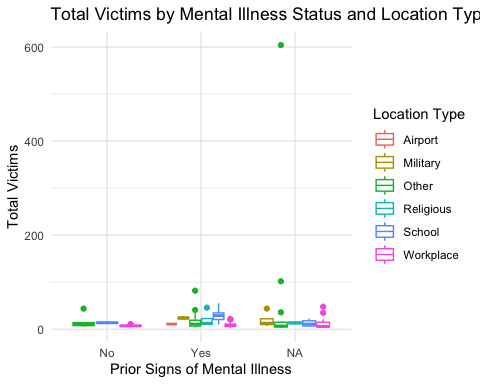 Total Victims by Mental Illness Status and Location Typ
600
400
200
0
Total Victims
No
Yes
NA
Prior Signs of Mental Illness
Location Type
Airport
Military
Other
Religious
School
Workplace